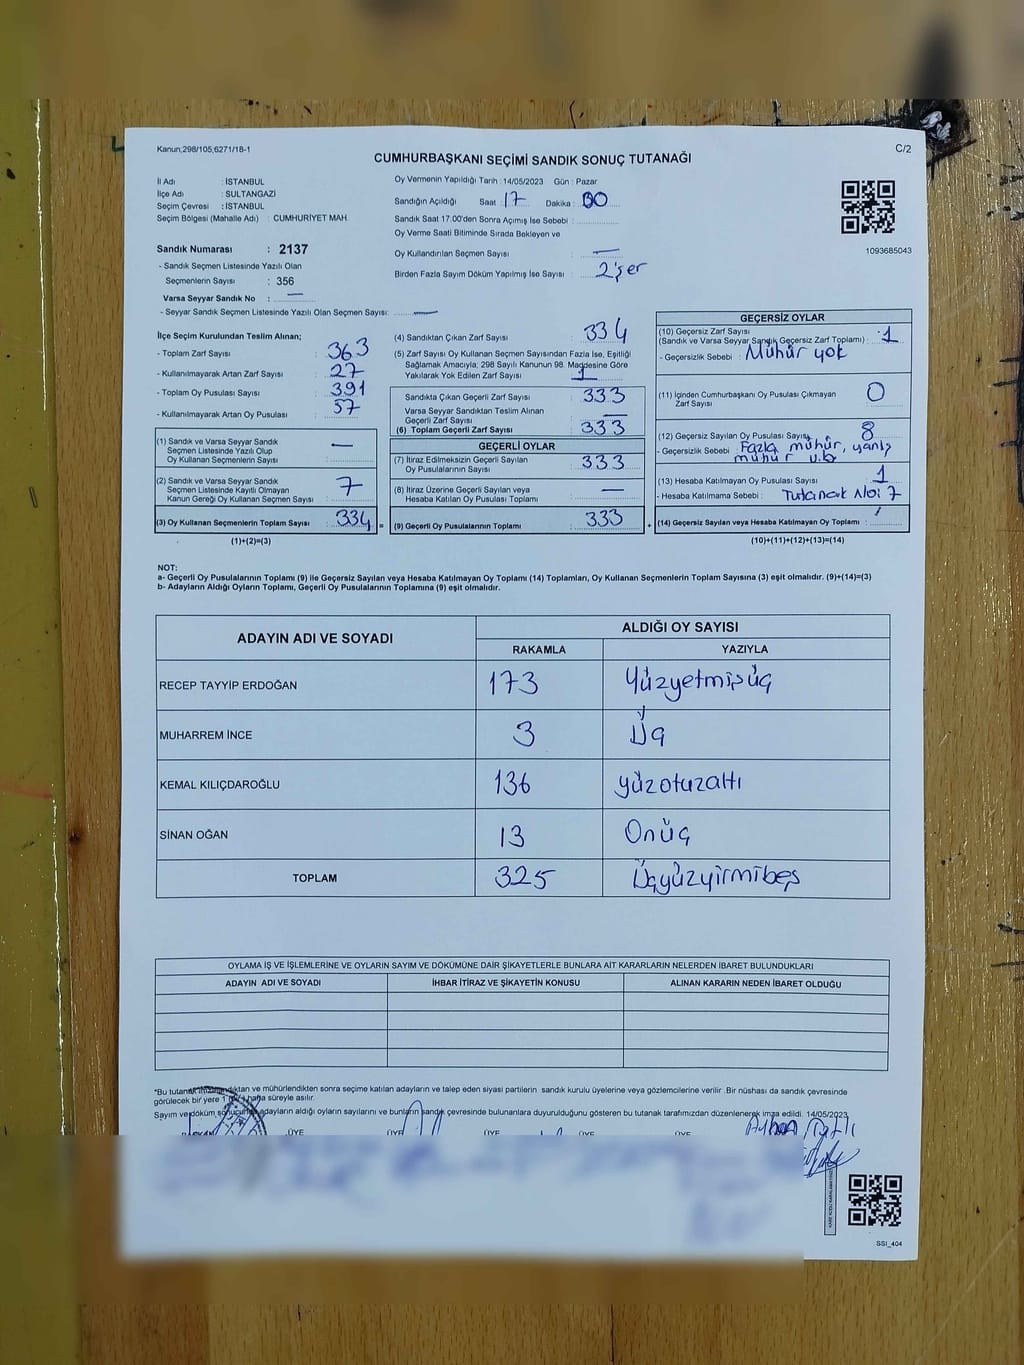 Kanun,298/105,6271/18-1
C/2
CUMHURBAŞKANI SEÇİMİ SANDIK SONUÇ TUTANAĞI
İl Adı : İSTANBUL
İlçe Adı : SULTANGAZİ
Seçim Çevresi : İSTANBUL
Seçim Bölgesi (Mahalle Adı) : CUMHURİYET MAH.
Sandık Numarası : 2137
- Sandık Seçmen Listesinde Yazılı Olan
Seçmenlerin Sayısı : 356
Varsa Seyyar Sandık No : —
- Seyyar Sandık Seçmen Listesinde Yazılı Olan Seçmen Sayısı: —
Oy Vermenin Yapıldığı Tarih : 14/05/2023 Gün : Pazar
Sandığın Açıldığı Saat : 17 Dakika : 00
Sandık Saat 17.00'den Sonra Açımış İse Sebebi :
Oy Verme Saati Bitiminde Sırada Bekleyen ve
Oy Kullandırılan Seçmen Sayısı : —
Birden Fazla Sayım Döküm Yapılmış İse Sayısı : 2'şer
1093685043
İlçe Seçim Kurulundan Teslim Alınan;
- Toplam Zarf Sayısı : 363
- Kullanılmayarak Artan Zarf Sayısı : 27
- Toplam Oy Pusulası Sayısı : 391
- Kullanılmayarak Artan Oy Pusulası : 57
(1) Sandık ve Varsa Seyyar Sandık
Seçmen Listesinde Yazılı Olup
Oy Kullanan Seçmenlerin Sayısı : —
(2) Sandık ve Varsa Seyyar Sandık
Seçmen Listesinde Kayıtlı Olmayan
Kanun Gereği Oy Kullanan Seçmen Sayısı : 7
(3) Oy Kullanan Seçmenlerin Toplam Sayısı : 334 =
(1)+(2)=(3)
(4) Sandıktan Çıkan Zarf Sayısı : 334
(5) Zarf Sayısı Oy Kullanan Seçmen Sayısından Fazla İse, Eşitliği
Sağlamak Amacıyla; 298 Sayılı Kanunun 98. Maddesine Göre
Yakılarak Yok Edilen Zarf Sayısı : 1
Sandıkta Çıkan Geçerli Zarf Sayısı : 333
Varsa Seyyar Sandıktan Teslim Alınan
Geçerli Zarf Sayısı : —
(6) Toplam Geçerli Zarf Sayısı : 333
GEÇERLİ OYLAR
(7) İtiraz Edilmeksizin Geçerli Sayılan
Oy Pusulalarının Sayısı : 333
(8) İtiraz Üzerine Geçerli Sayılan veya
Hesaba Katılan Oy Pusulası Toplamı : —
(9) Geçerli Oy Pusulalarının Toplamı : 333 +
GEÇERSİZ OYLAR
(10) Geçersiz Zarf Sayısı
(Sandık ve Varsa Seyyar Sandık Geçersiz Zarf Toplamı) : 1
- Geçersizlik Sebebi : Mühür yok
(11) İçinden Cumhurbaşkanı Oy Pusulası Çıkmayan
Zarf Sayısı : 0
(12) Geçersiz Sayılan Oy Pusulası Sayısı : 8
- Geçersizlik Sebebi : Fazla mühür, yanlış
mühür v.b
(13) Hesaba Katılmayan Oy Pusulası Sayısı : 1
- Hesaba Katılmama Sebebi : Tutanak No: 7
(14) Geçersiz Sayılan veya Hesaba Katılmayan Oy Toplamı :
(10)+(11)+(12)+(13)=(14)
NOT:
a- Geçerli Oy Pusulalarının Toplamı (9) ile Geçersiz Sayılan veya Hesaba Katılmayan Oy Toplamı (14) Toplamları, Oy Kullanan Seçmenlerin Toplam Sayısına (3) eşit olmalıdır. (9)+(14)=(3)
b- Adayların Aldığı Oyların Toplamı, Geçerli Oy Pusulalarının Toplamına (9) eşit olmalıdır.
ADAYIN ADI VE SOYADI
ALDIĞI OY SAYISI
RAKAMLA YAZIYLA
RECEP TAYYİP ERDOĞAN 173 Yüzyetmişüç
MUHARREM İNCE 3 Üç
KEMAL KILIÇDAROĞLU 136 yüzotuzaltı
SİNAN OĞAN 13 Onüç
TOPLAM 325 Üçyüzyirmibeş
OYLAMA İŞ VE İŞLEMLERİNE VE OYLARIN SAYIM VE DÖKÜMÜNE DAİR ŞİKAYETLERLE BUNLARA AİT KARARLARIN NELERDEN İBARET BULUNDUKLARI
ADAYIN ADI VE SOYADI İHBAR İTİRAZ VE ŞİKAYETİN KONUSU ALINAN KARARIN NEDEN İBARET OLDUĞU
*Bu tutanak ve mühürlendikten sonra seçime katılan adayların ve talep eden siyasi partilerin sandık kurulu üyelerine veya gözlemcilerine verilir .Bir nüshası da sandık çevresinde
görülecek bir yere 1 hafta süreyle asılır.
Sayım ve döküm sonucunda adayların aldığı oyların sayılarını ve bunların sandık çevresinde bulunanlara duyurulduğunu gösteren bu tutanak tarafımızdan düzenlenerek imza edildi. 14/05/2023
ÜYE ÜYE ÜYE ÜYE ÜYE
SSI_404